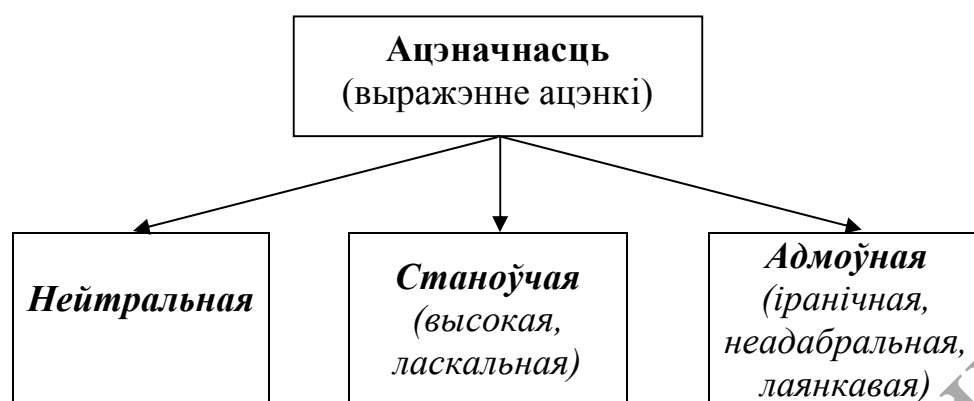 Ацэначнасць
(выражэнне ацэнкі)
Нейтральная
Станоўчая
(высокая,
ласкальная)
Адмоўная
(іранічная,
неадабральная,
лаянкавая)